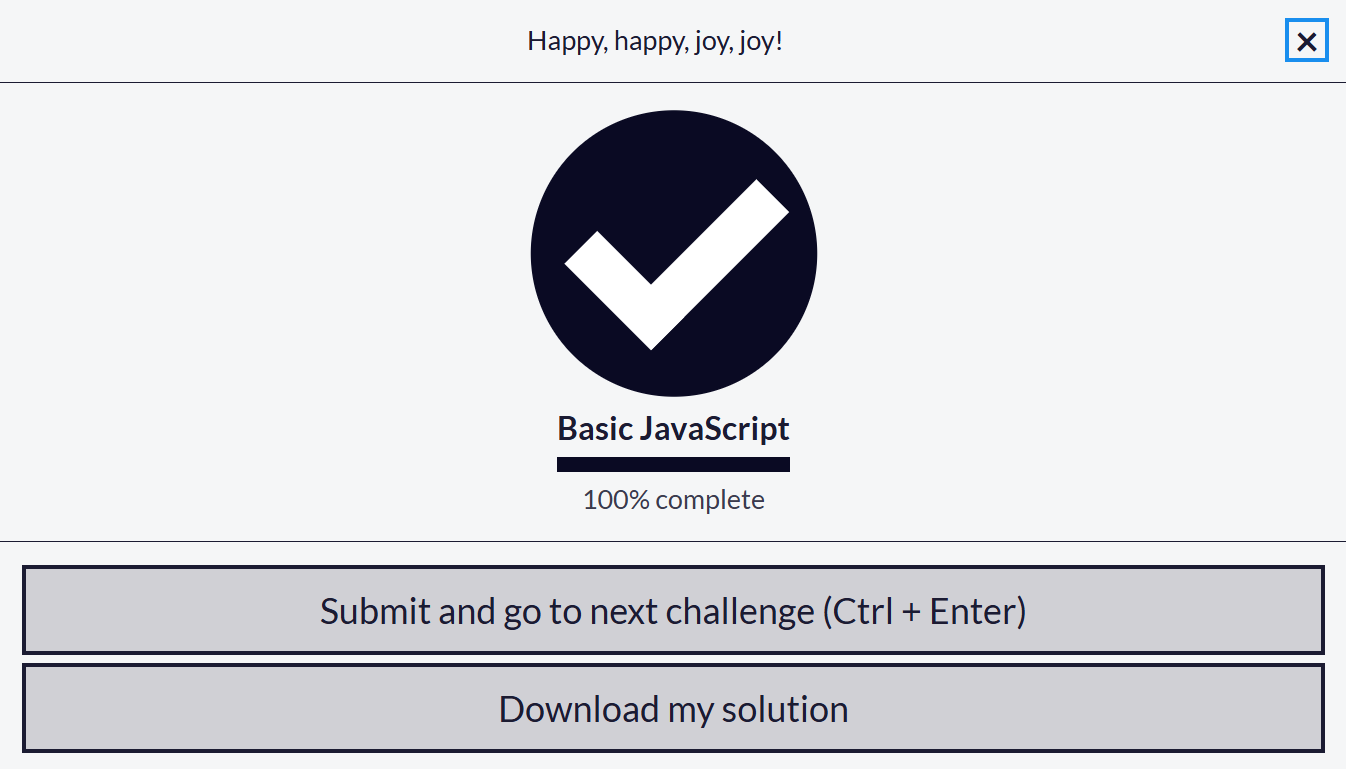 Happy, happy, joy, joy!
Basic JavaScript
100% complete
Submit and go to next challenge (Ctrl + Enter)
Download my solution